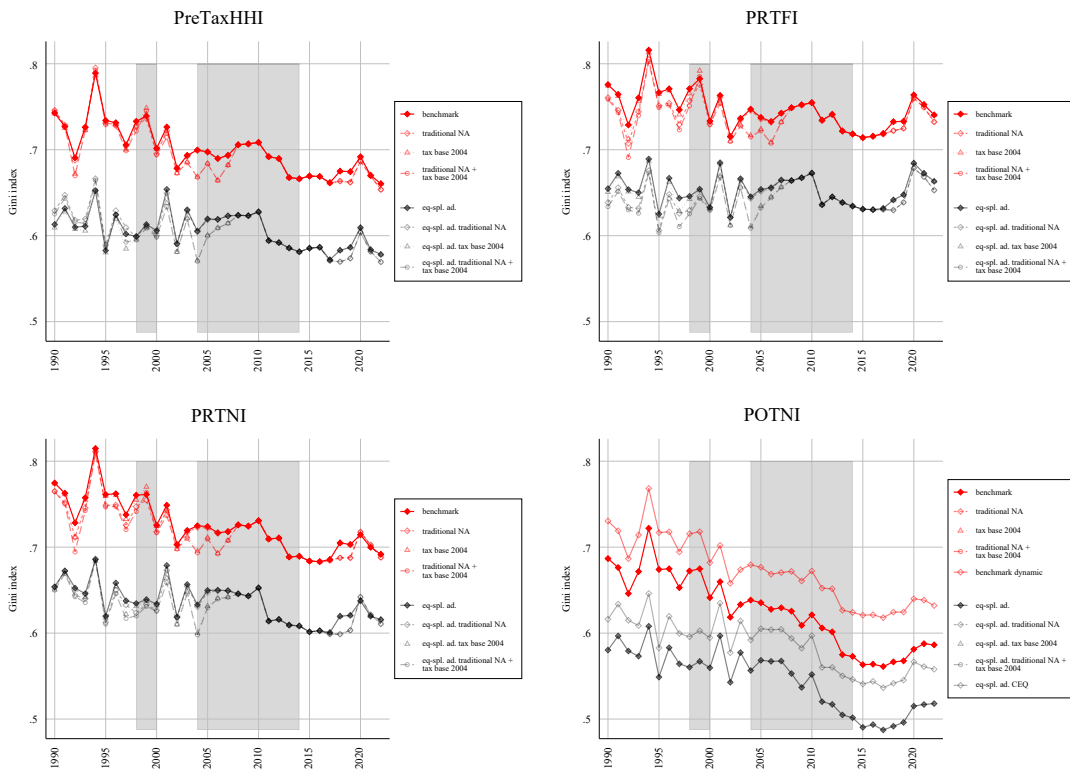 PreTaxHHI
Gini index
.8
.7
.6
.5
1990
1995
2000
2005
2010
2015
2020
benchmark
traditional NA
tax base 2004
traditional NA +
tax base 2004
eq-spl. ad.
eq-spl. ad. traditional NA
eq-spl. ad. tax base 2004
eq-spl. ad. traditional NA +
tax base 2004
PRTFI
Gini index
.8
.7
.6
.5
1990
1995
2000
2005
2010
2015
2020
benchmark
traditional NA
tax base 2004
traditional NA +
tax base 2004
eq-spl. ad.
eq-spl. ad. traditional NA
eq-spl. ad. tax base 2004
eq-spl. ad. traditional NA +
tax base 2004
PRTNI
Gini index
.8
.7
.6
.5
1990
1995
2000
2005
2010
2015
2020
benchmark
traditional NA
tax base 2004
traditional NA +
tax base 2004
eq-spl. ad.
eq-spl. ad. traditional NA
eq-spl. ad. tax base 2004
eq-spl. ad. traditional NA +
tax base 2004
POTNI
Gini index
.8
.7
.6
.5
1990
1995
2000
2005
2010
2015
2020
benchmark
traditional NA
tax base 2004
traditional NA +
tax base 2004
benchmark dynamic
eq-spl. ad.
eq-spl. ad. traditional NA
eq-spl. ad. tax base 2004
eq-spl. ad. traditional NA +
tax base 2004
eq-spl. ad. CEQ